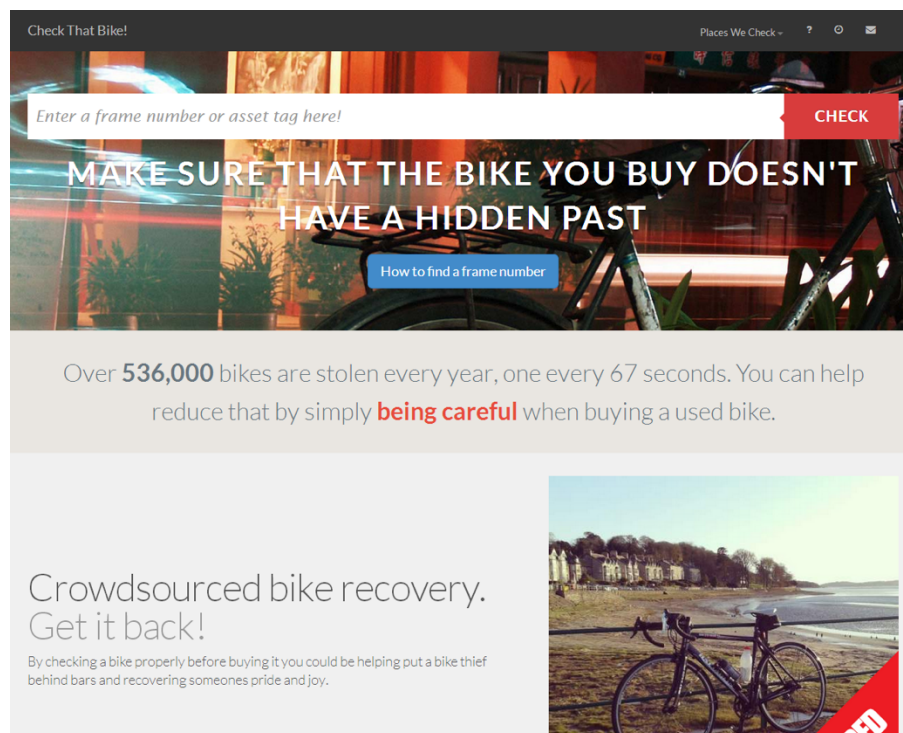 Check That Bike!
Places We Check
?
Enter a frame number or asset tag here!
CHECK
MAKE SURE THAT THE BIKE YOU BUY DOESN'T
HAVE A HIDDEN PAST
How to find a frame number
Over 536,000 bikes are stolen every year, one every 67 seconds. You can help
reduce that by simply being careful when buying a used bike.
Crowdsourced bike recovery.
Get it back!
By checking a bike properly before buying it you could be helping put a bike thief
behind bars and recovering someones pride and joy.